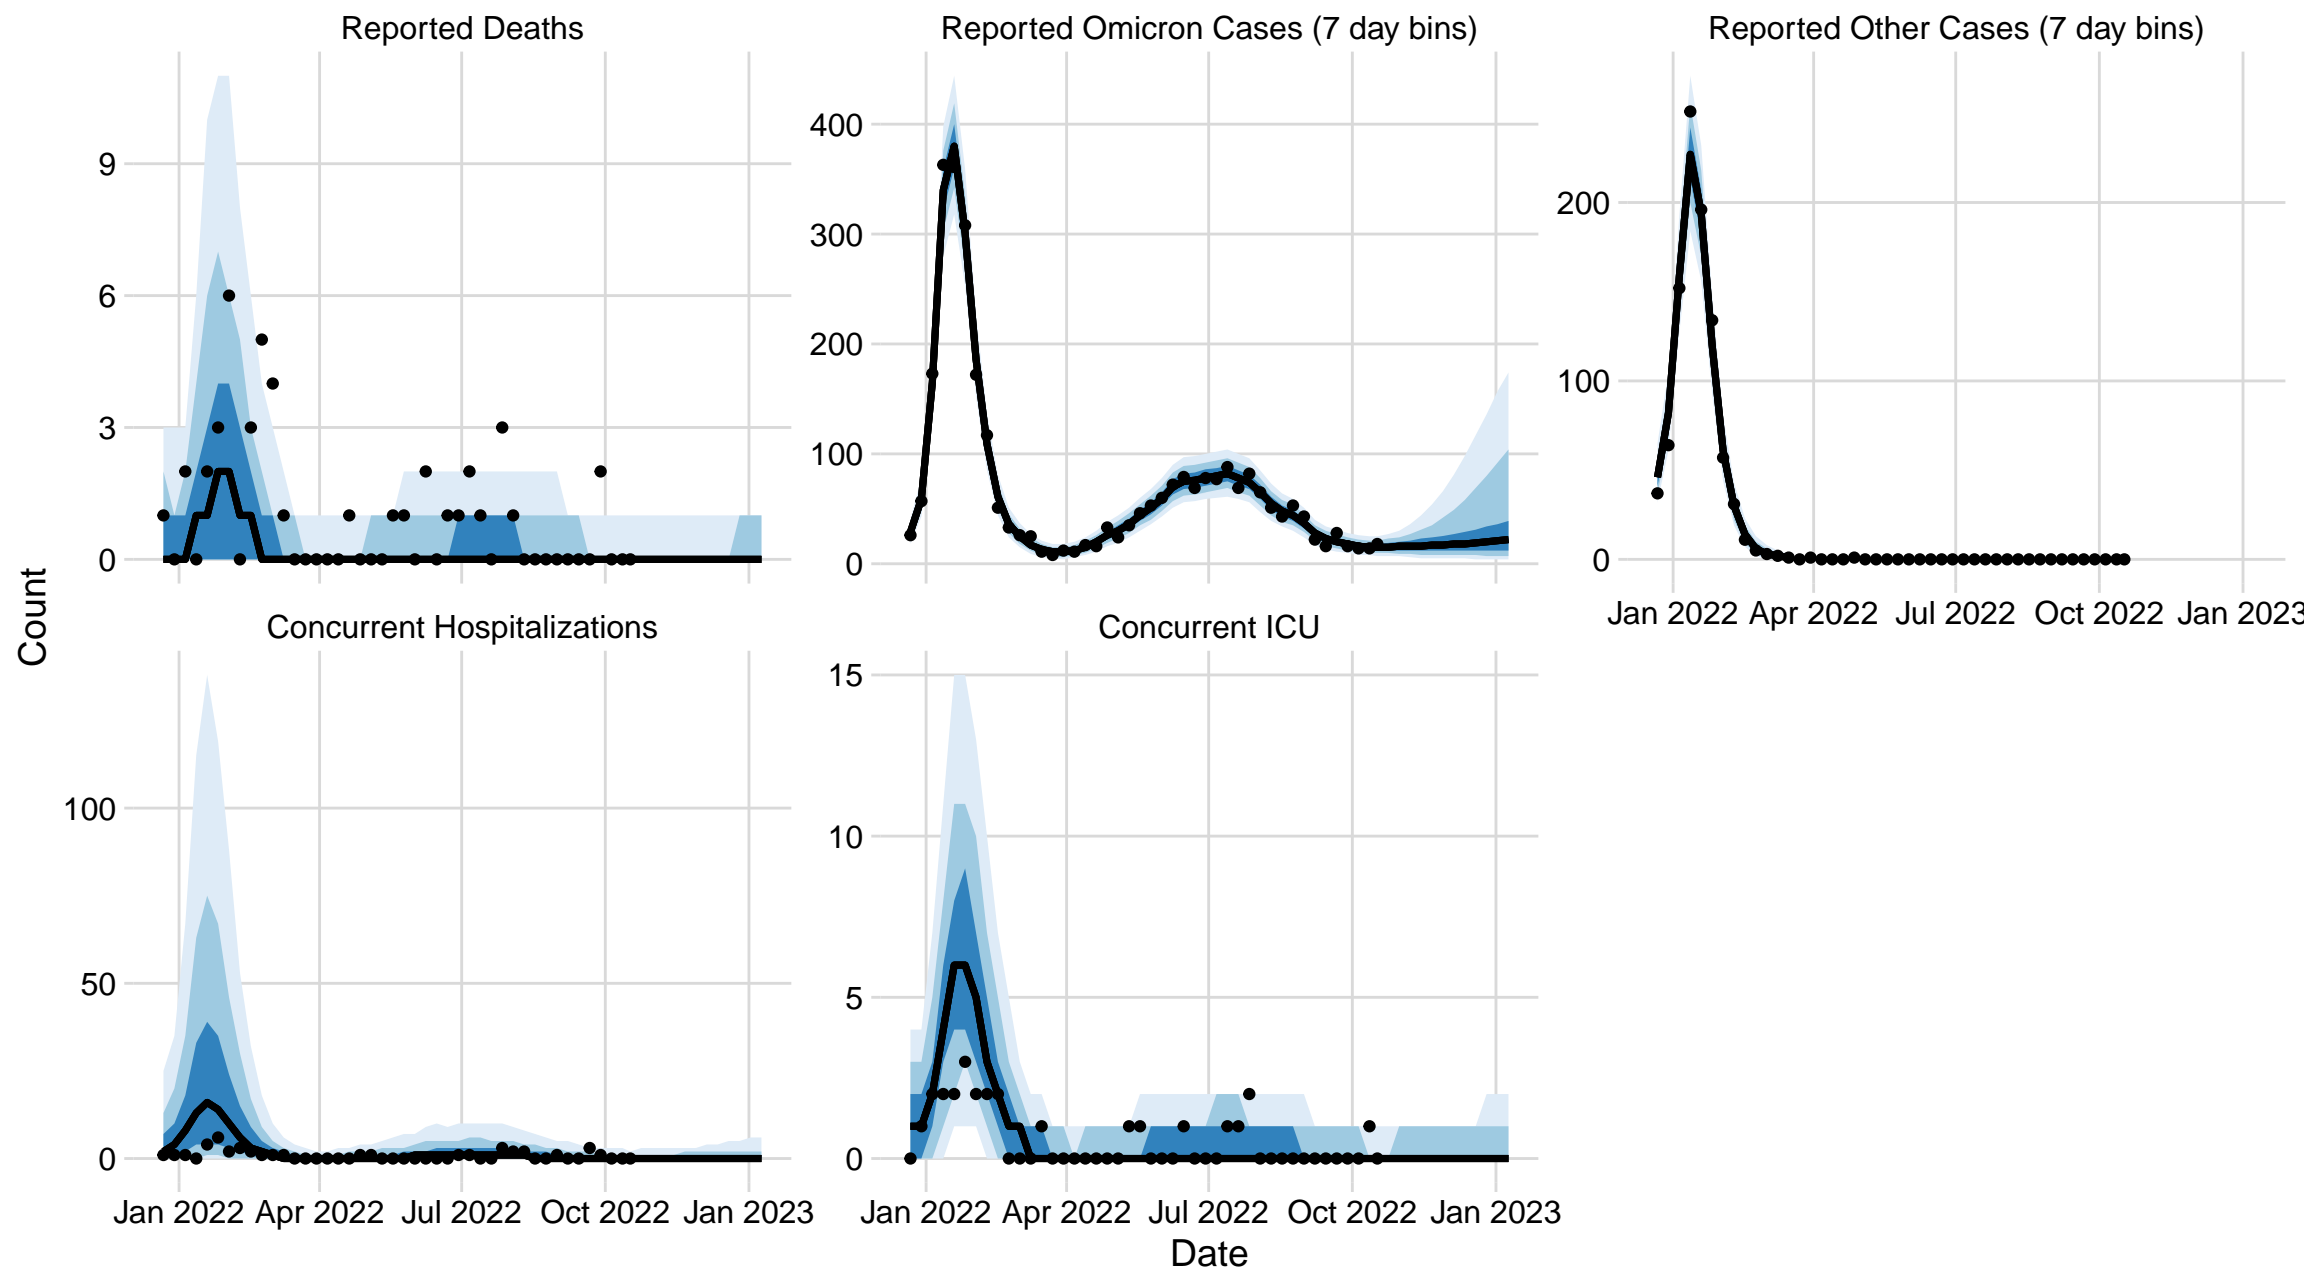 Reported Deaths
Reported Omicron Cases (7 day bins)
Reported Other Cases (7 day bins)
9
6
3
0
400
300
200
100
0
200
100
0
Jan 2022 Apr 2022 Jul 2022 Oct 2022 Jan 2023
Count
Concurrent Hospitalizations
Concurrent ICU
100
50
0
15
10
5
0
Jan 2022 Apr 2022 Jul 2022 Oct 2022 Jan 2023
Jan 2022 Apr 2022 Jul 2022 Oct 2022 Jan 2023
Date